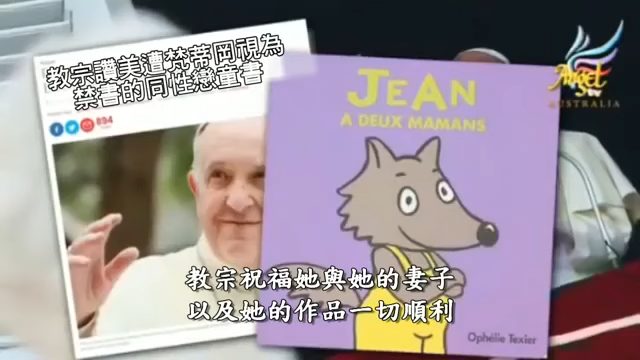 教宗讚美遭梵蒂岡視為
禁書的同性戀童書
894
JEAN
A DEUX MAMANS
Ophélie Texier
Angel
AUSTRALIA
教宗祝福她與她的妻子
以及她的作品一切順利